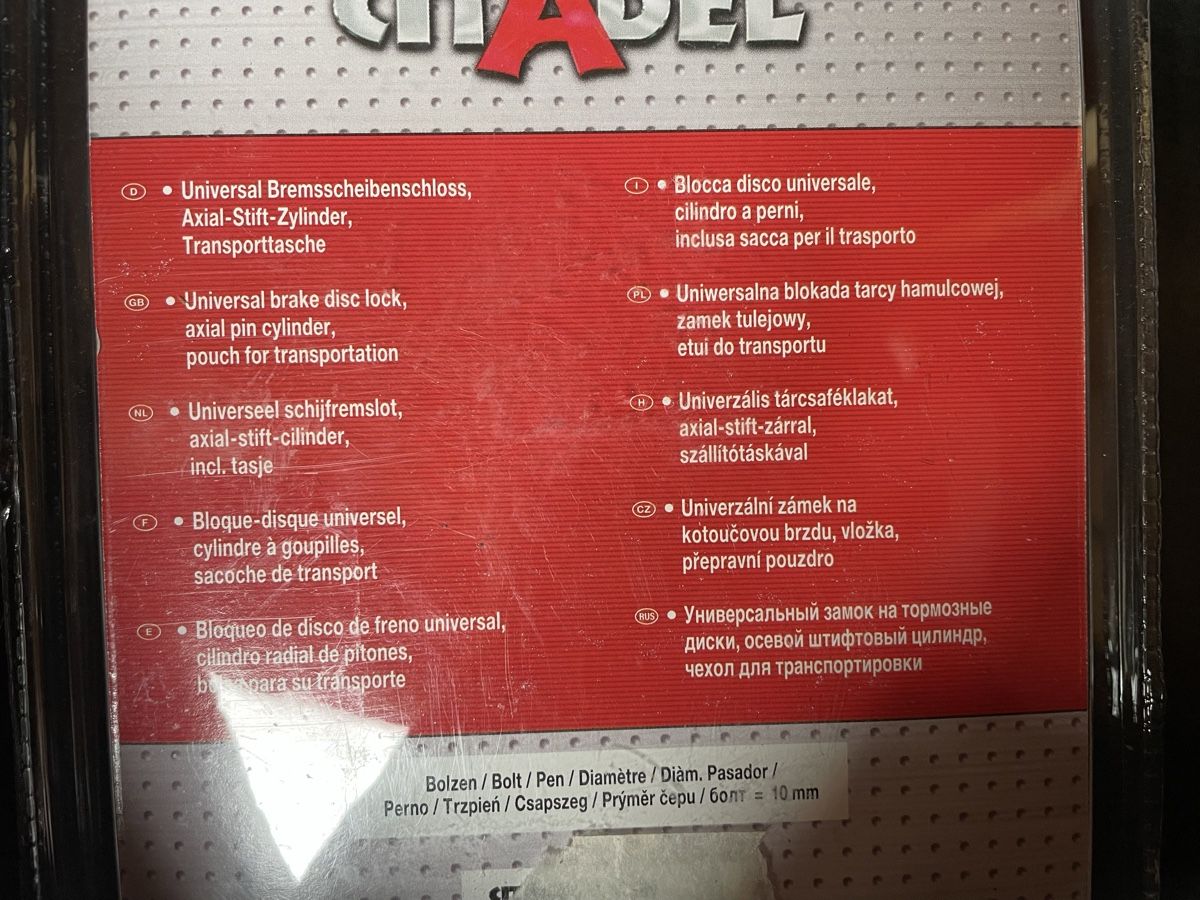 CITADEL
D • Universal Bremsscheibenschloss,
Axial-Stift-Zylinder,
Transporttasche
GB • Universal brake disc lock,
axial pin cylinder,
pouch for transportation
NL • Universeel schijfremslot,
axial-stift-cilinder,
incl. tasje
F • Bloque-disque universel,
cylindre à goupilles,
sacoche de transport
E • Bloqueo de disco de freno universal,
cilindro radial de pitones,
para su transporte
I • Blocca disco universale,
cilindro a perni,
inclusa sacca per il trasporto
PL • Uniwersalna blokada tarcy hamulcowej,
zamek tulejowy,
etui do transportu
H • Univerzális tárcsaféklakat,
axial-stift-zárral,
szállítótáskával
CZ • Univerzální zámek na
kotoučovou brzdu, vložka,
přepravní pouzdro
RUS • Универсальный замок на тормозные
диски, осевой штифтовый цилиндр,
чехол для транспортировки
Bolzen / Bolt / Pen / Diamètre / Diàm. Pasador /
Perno / Trzpień / Csapszeg / Prýměr čepu / болт = 10 mm